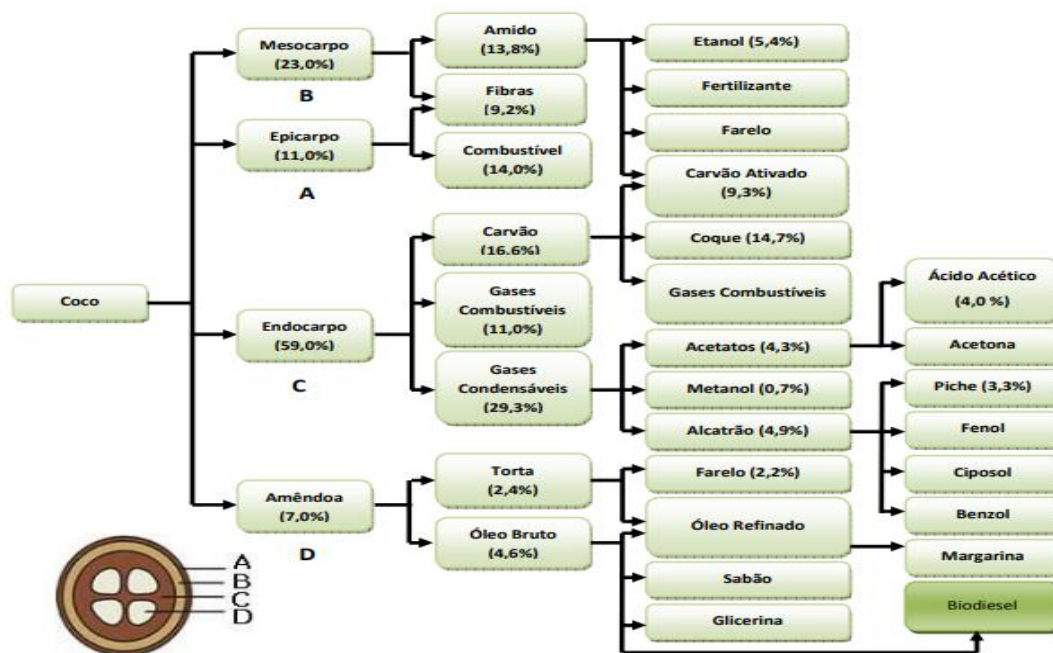 Coco
Mesocarpo
(23,0%)
B
Epicarpo
(11,0%)
A
Endocarpo
(59,0%)
C
Amêndoa
(7,0%)
D
Amido
(13,8%)
Fibras
(9,2%)
Combustível
(14,0%)
Carvão
(16.6%)
Gases
Combustíveis
(11,0%)
Gases
Condensáveis
(29,3%)
Torta
(2,4%)
Óleo Bruto
(4,6%)
Etanol (5,4%)
Fertilizante
Farelo
Carvão Ativado
(9,3%)
Coque (14,7%)
Gases Combustíveis
Acetatos (4,3%)
Metanol (0,7%)
Alcatrão (4,9%)
Farelo (2,2%)
Óleo Refinado
Sabão
Glicerina
Ácido Acético
(4,0 %)
Acetona
Piche (3,3%)
Fenol
Ciposol
Benzol
Margarina
Biodiesel
A
B
C
D